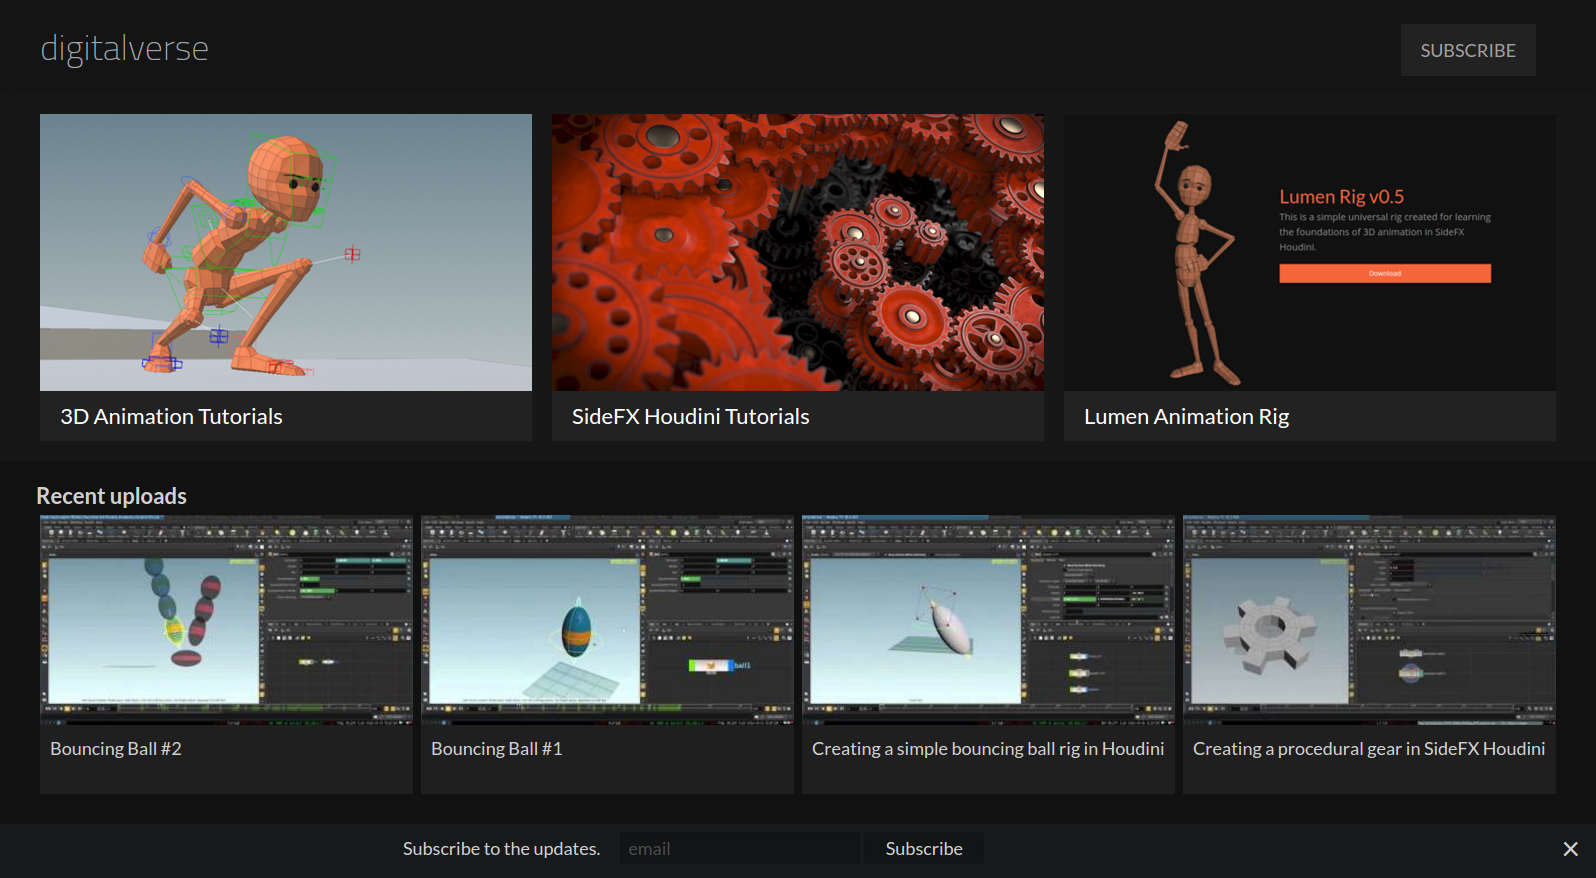 digitalverse
SUBSCRIBE
Lumen Rig v0.5
This is a simple universal rig created for learning
the foundations of 3D animation in SideFX
Houdini.
Download
3D Animation Tutorials
SideFX Houdini Tutorials
Lumen Animation Rig
Recent uploads
ball1
Bouncing Ball #2
Bouncing Ball #1
Creating a simple bouncing ball rig in Houdini
Creating a procedural gear in SideFX Houdini
Subscribe to the updates.
email
Subscribe